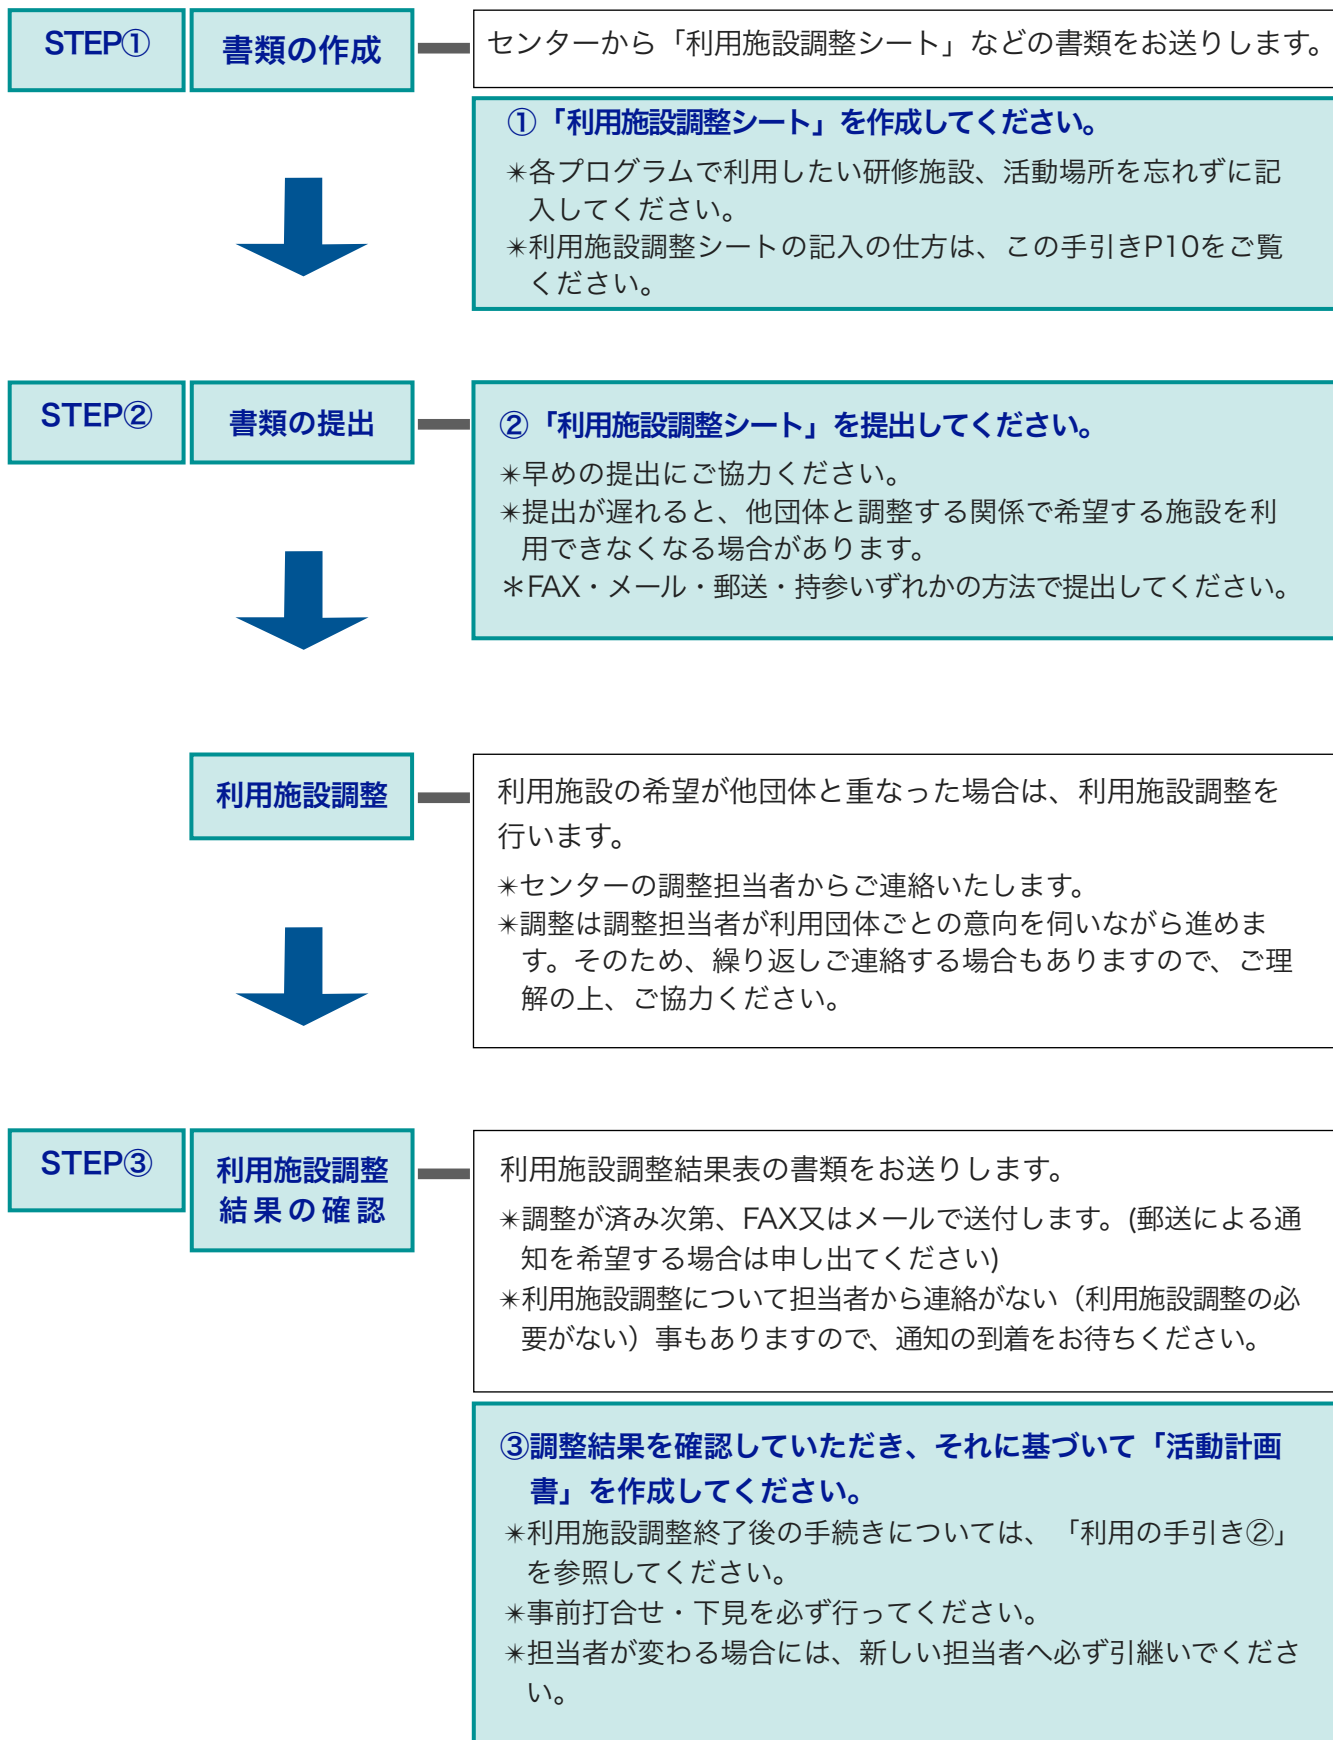 STEP①
書類の作成
センターから「利用施設調整シート」などの書類をお送りします。
①「利用施設調整シート」を作成してください。
✴各プログラムで利用したい研修施設、活動場所を忘れずに記
入してください。
✴利用施設調整シートの記入の仕方は、この手引きP10をご覧
ください。
STEP②
書類の提出
②「利用施設調整シート」を提出してください。
✴早めの提出にご協力ください。
✴提出が遅れると、他団体と調整する関係で希望する施設を利
用できなくなる場合があります。
＊FAX・メール・郵送・持参いずれかの方法で提出してください。
利用施設調整
利用施設の希望が他団体と重なった場合は、利用施設調整を
行います。
✴センターの調整担当者からご連絡いたします。
✴調整は調整担当者が利用団体ごとの意向を伺いながら進めま
す。そのため、繰り返しご連絡する場合もありますので、ご理
解の上、ご協力ください。
STEP③
利用施設調整
結果の確認
利用施設調整結果表の書類をお送りします。
✴調整が済み次第、FAX又はメールで送付します。(郵送による通
知を希望する場合は申し出てください)
✴利用施設調整について担当者から連絡がない（利用施設調整の必
要がない）事もありますので、通知の到着をお待ちください。
③調整結果を確認していただき、それに基づいて「活動計画
書」を作成してください。
✴利用施設調整終了後の手続きについては、「利用の手引き②」
を参照してください。
✴事前打合せ・下見を必ず行ってください。
✴担当者が変わる場合には、新しい担当者へ必ず引継いでくださ
い。